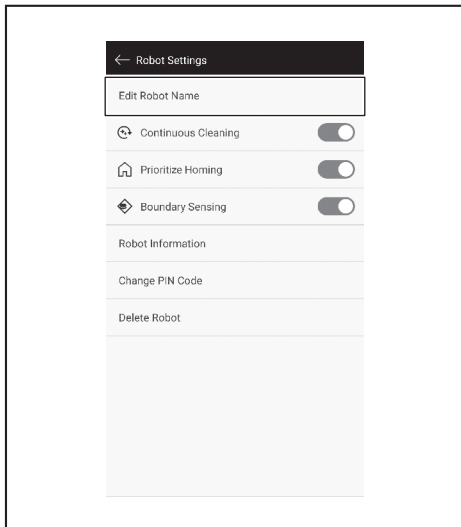 Robot Settings
Edit Robot Name
Continuous Cleaning
Prioritize Homing
Boundary Sensing
Robot Information
Change PIN Code
Delete Robot